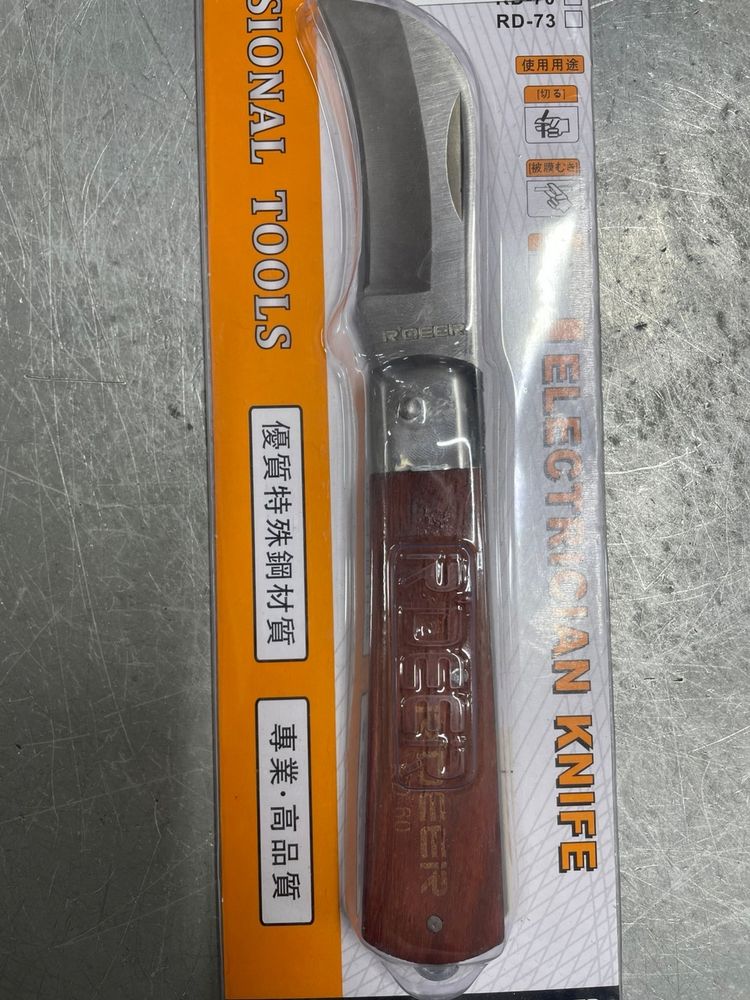 RD-73
使用用途
[切る]
[被膜むき]
SIONAL TOOLS
R'DEER
ELECTRICIAN KNIFE
優質特殊鋼材質
RDEER
RDEER
專業・高品質